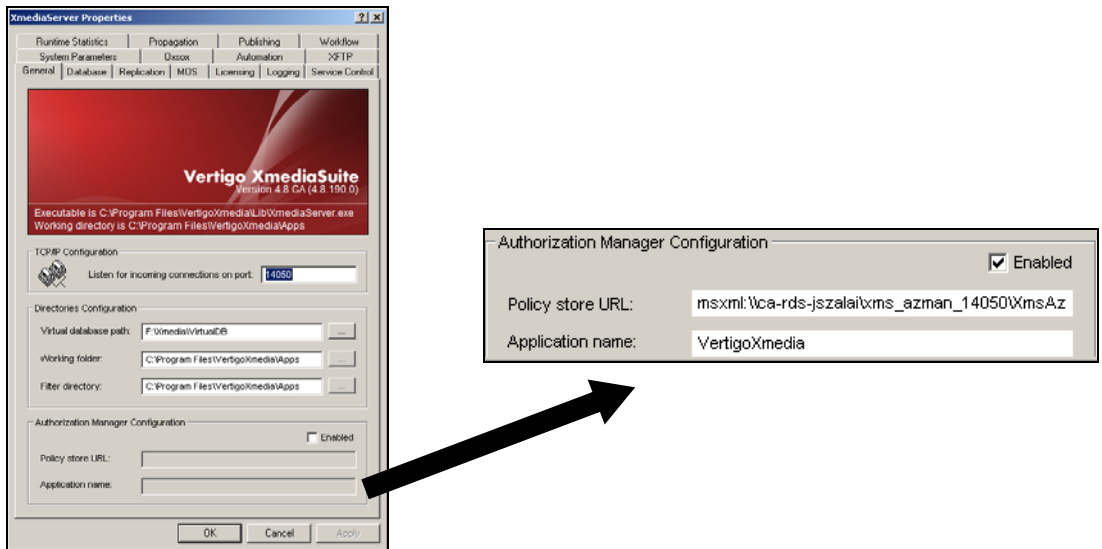 XmediaServer Properties
Runtime Statistics Propagation Publishing Workflow
System Parameters Oxsox Automation XFTP
General Database Replication MOS Licensing Logging Service Control
Vertigo XmediaSuite
Version 4.8 GA (4.8.190.0)
Executable is C:\Program Files\VertigoXmedia\Lib\XmediaServer.exe
Working directory is C:\Program Files\VertigoXmedia\Apps
TCP/IP Configuration
Listen for incoming connections on port: 14050
Directories Configuration
Virtual database path: F:\Xmedia\VirtualDB ...
Working folder: C:\Program Files\VertigoXmedia\Apps ...
Filter directory: C:\Program Files\VertigoXmedia\Apps ...
Authorization Manager Configuration
Enabled
Policy store URL:
Application name:
OK Cancel Apply
Authorization Manager Configuration
Enabled
Policy store URL: msxml:\\ca-rds-jszalai\xms_azman_14050\XmsAz
Application name: VertigoXmedia